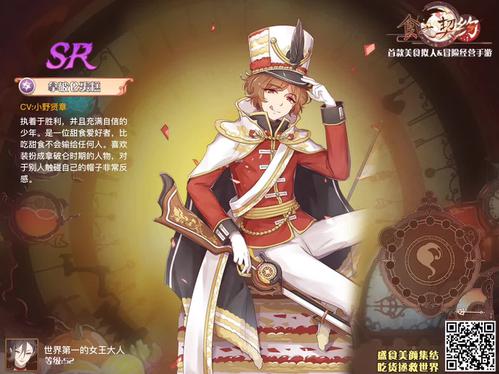 SR
食之契约
首款美食拟人&冒险经营手游
拿破仑蛋糕
CV:小野贤章
执着于胜利，并且充满自信的
少年。是一位甜食爱好者，比
吃甜食不会输给任何人。喜欢
装扮成拿破仑时期的人物，对
于别人触碰自己的帽子非常反
感。
世界第一的女王大人
等级:52
盛食美颜集结
吃货拯救世界